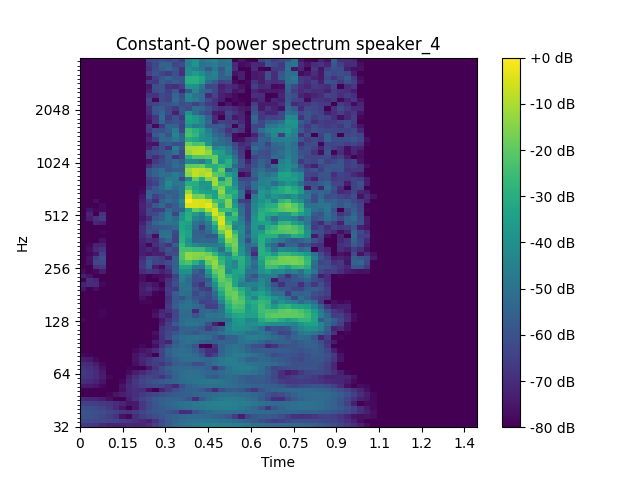 Constant-Q power spectrum speaker_4
+0 dB
-10 dB
-20 dB
-30 dB
-40 dB
-50 dB
-60 dB
-70 dB
-80 dB
2048
1024
512
256
128
64
32
Hz
0 0.15 0.3 0.45 0.6 0.75 0.9 1.1 1.2 1.4
Time